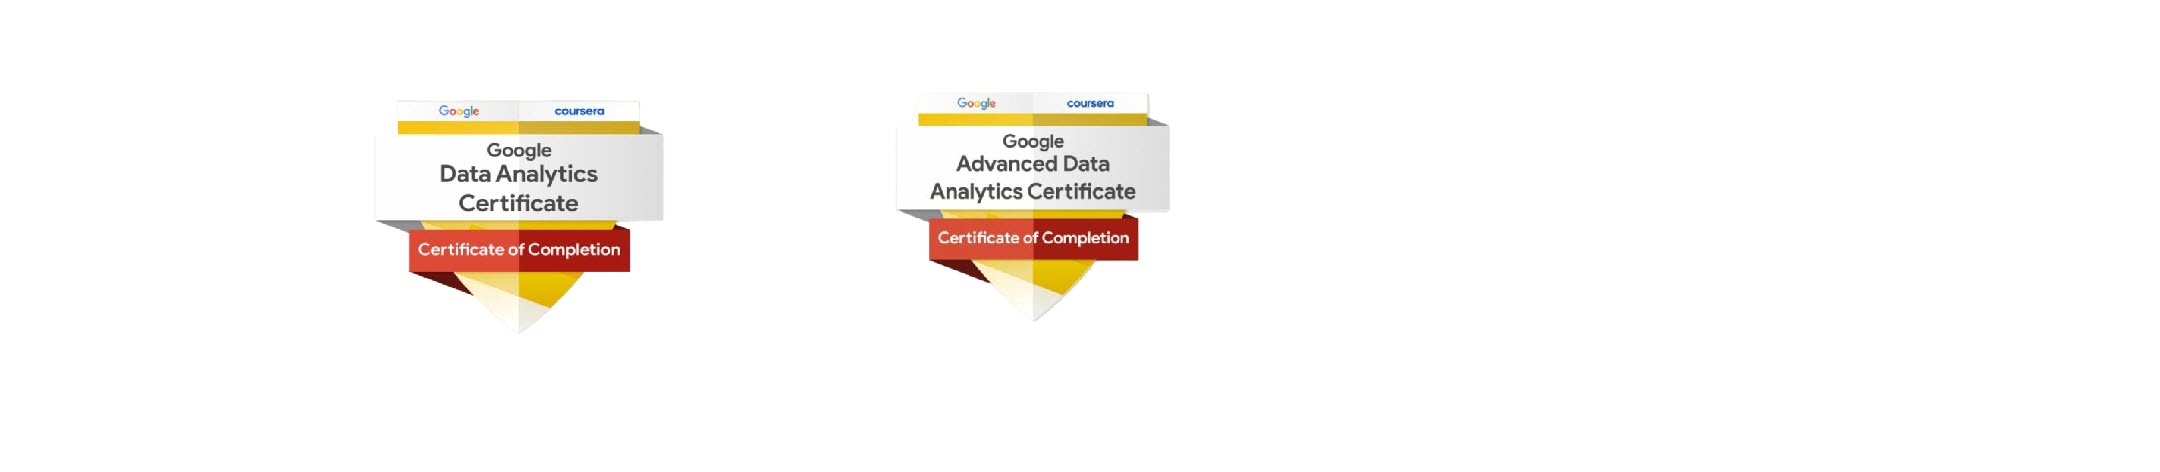 Google coursera
Google
Data Analytics
Certificate
Certificate of Completion
Google coursera
Google
Advanced Data
Analytics Certificate
Certificate of Completion